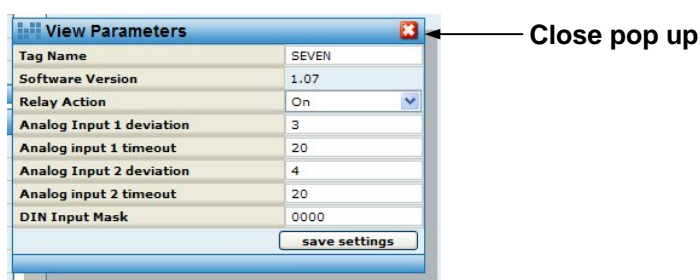 View Parameters
Close pop up
Tag Name SEVEN
Software Version 1.07
Relay Action On
Analog Input 1 deviation 3
Analog input 1 timeout 20
Analog Input 2 deviation 4
Analog input 2 timeout 20
DIN Input Mask 0000
save settings